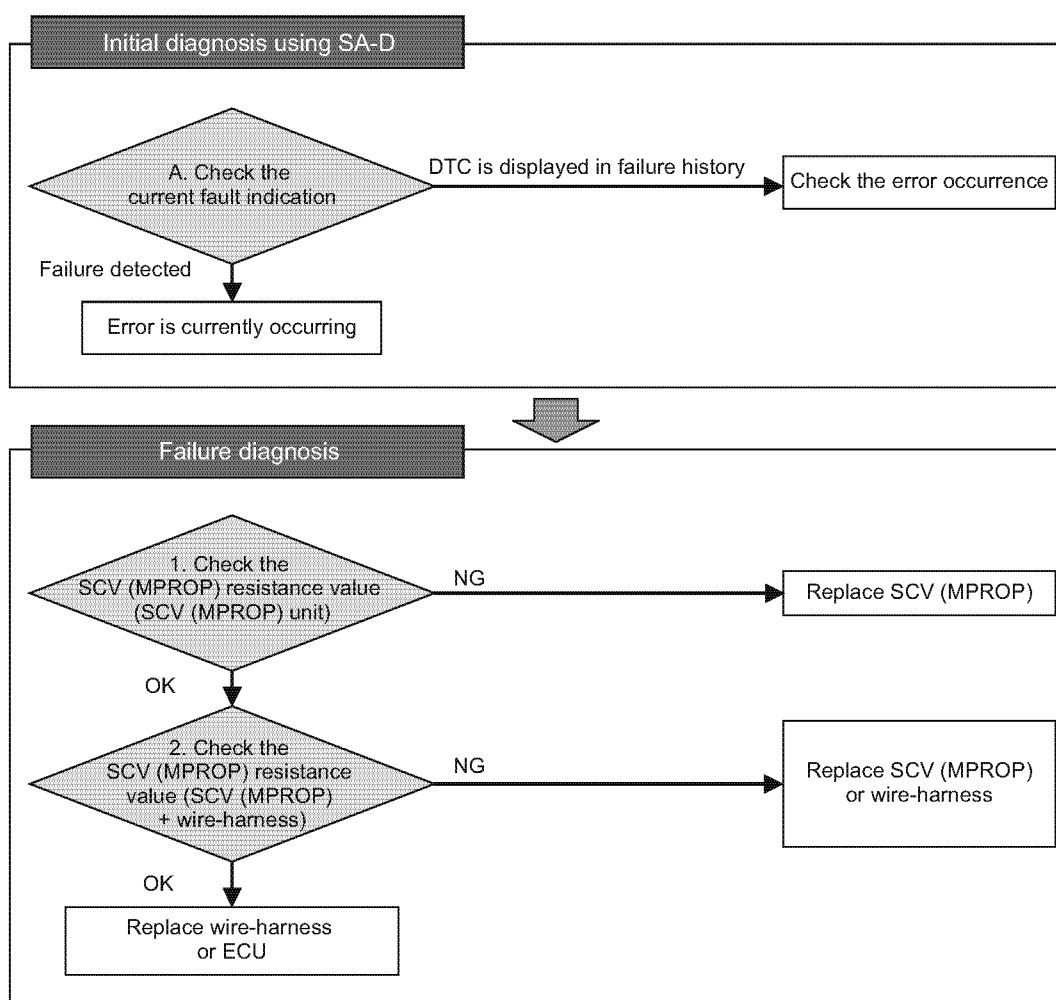 Initial diagnosis using SA-D
A. Check the
current fault indication
DTC is displayed in failure history
Check the error occurrence
Failure detected
Error is currently occurring
Failure diagnosis
1. Check the
SCV (MPROP) resistance value
(SCV (MPROP) unit)
NG
Replace SCV (MPROP)
OK
2. Check the
SCV (MPROP) resistance
value (SCV (MPROP)
+ wire-harness)
NG
Replace SCV (MPROP)
or wire-harness
OK
Replace wire-harness
or ECU